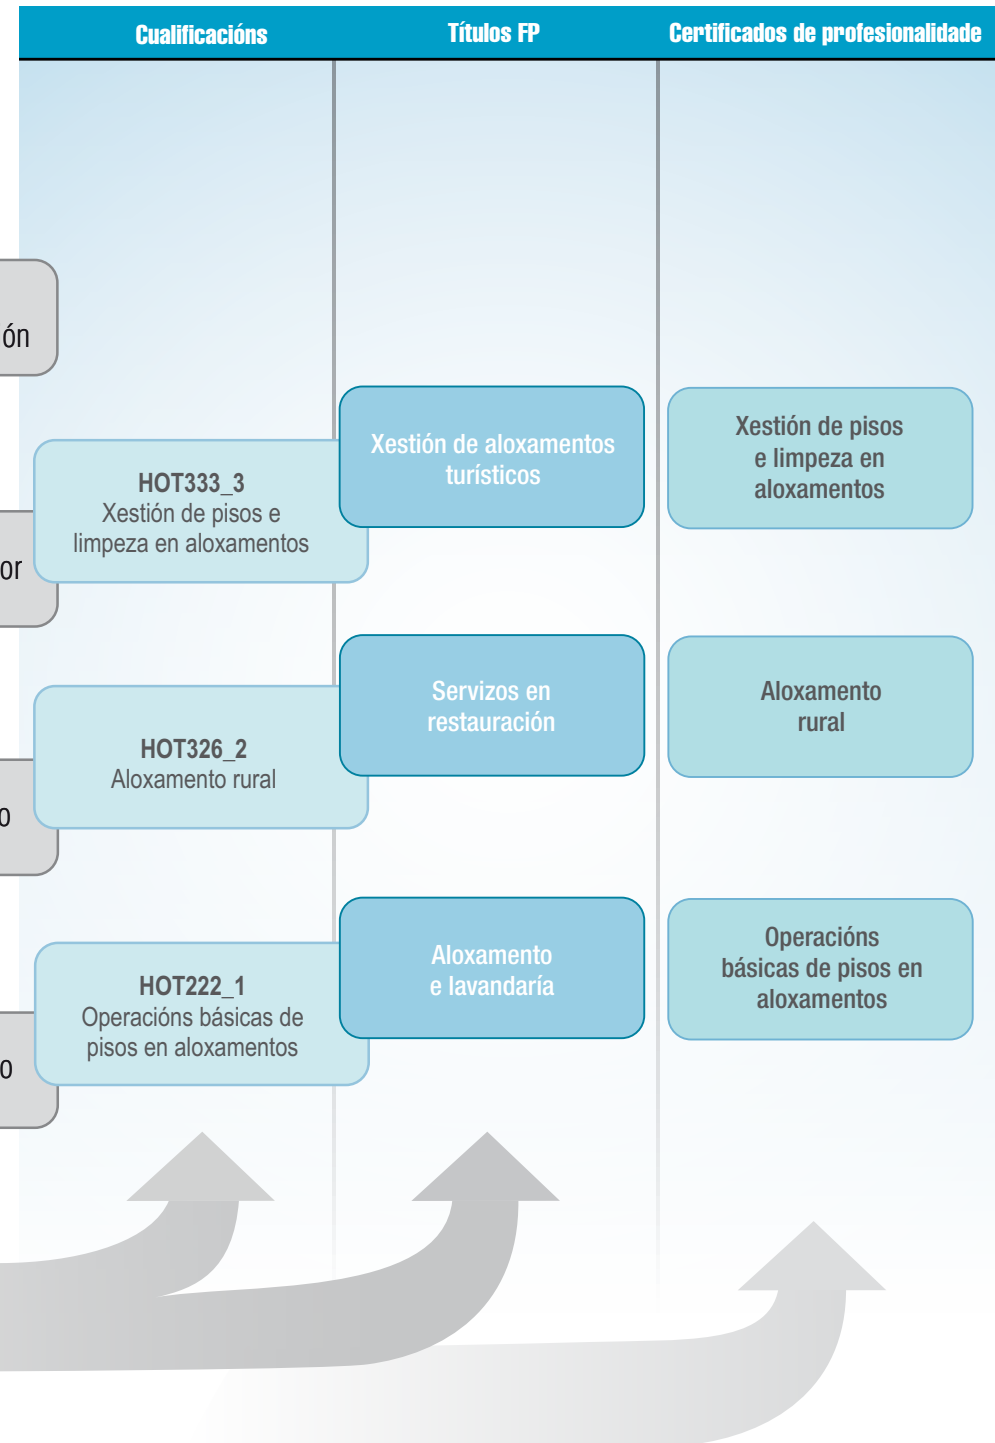 Cualificacións
Títulos FP
Certificados de profesionalidade
ón
Xestión de aloxamentos
turísticos
Xestión de pisos
e limpeza en
aloxamentos
HOT333_3
Xestión de pisos e
limpeza en aloxamentos
or
Servizos en
restauración
Aloxamento
rural
HOT326_2
Aloxamento rural
o
Aloxamento
e lavandaría
Operacións
básicas de pisos en
aloxamentos
HOT222_1
Operacións básicas de
pisos en aloxamentos
o